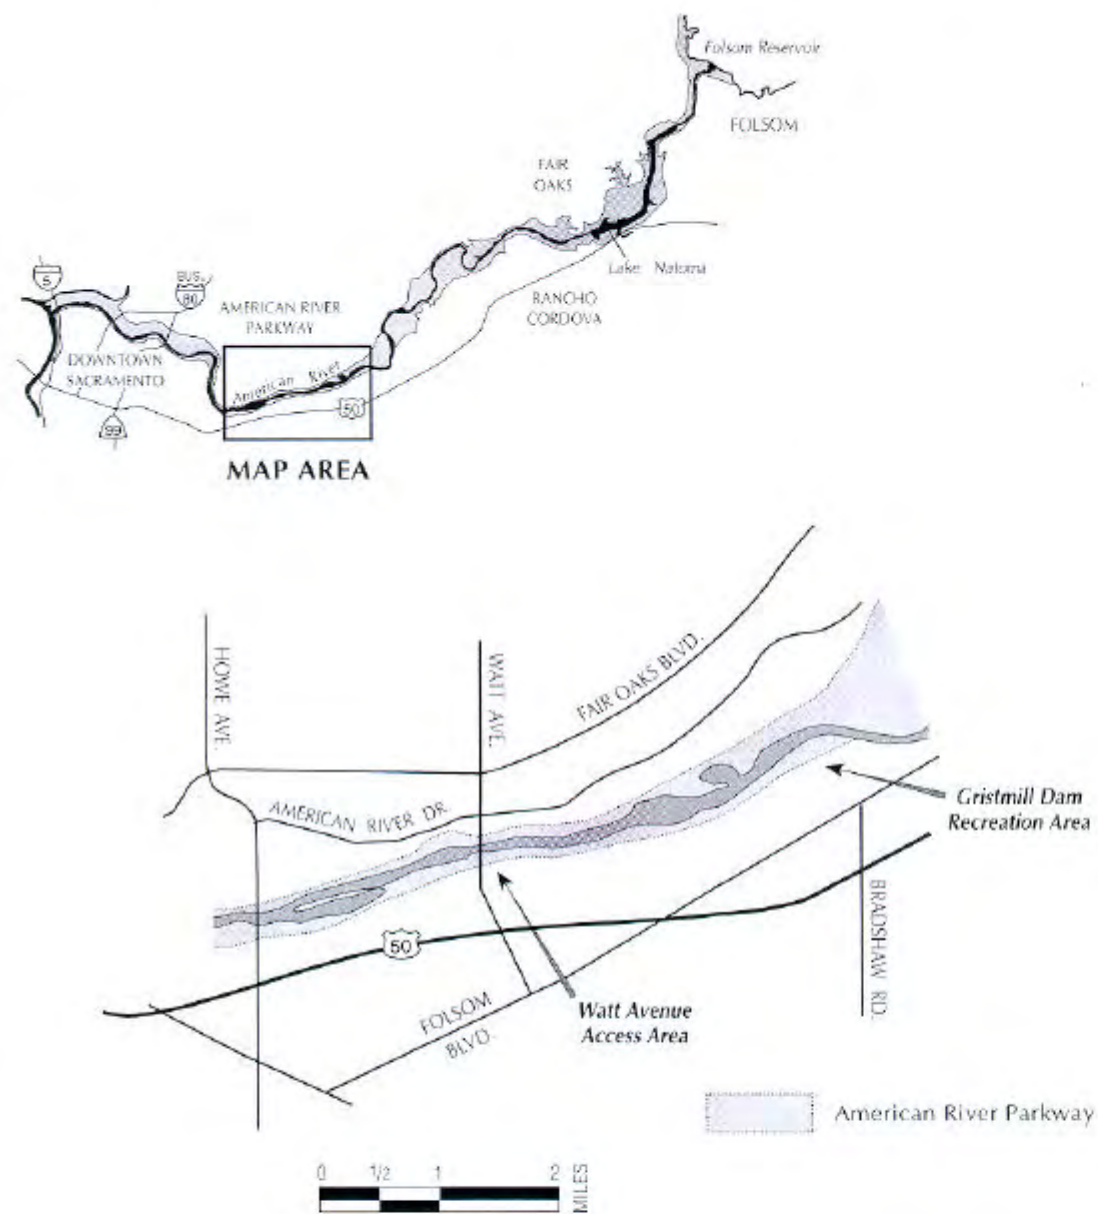 Folsom Reservoir
FOLSOM
FAIR
OAKS
Lake Natoma
RANCHO
CORDOVA
5
BUS.
80
AMERICAN RIVER
PARKWAY
DOWNTOWN
SACRAMENTO
99
American River
50
MAP AREA
HOWE AVE.
WATT AVE.
FAIR OAKS BLVD.
AMERICAN RIVER DR.
Gristmill Dam
Recreation Area
50
BRADSHAW RD.
FOLSOM
BLVD.
Watt Avenue
Access Area
American River Parkway
0 1/2 1 2
MILES